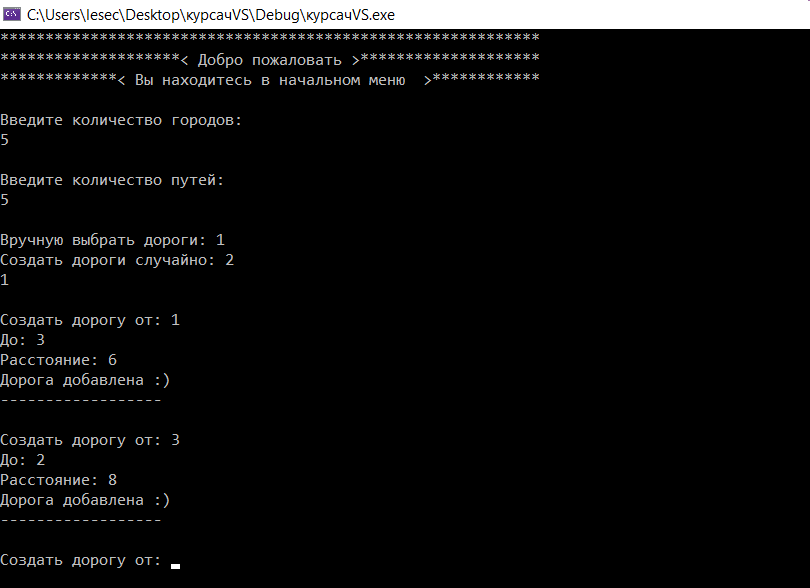 C:\Users\Iesec\Desktop\курсачVS\Debug\курсачVS.exe
************************************************************
********************< Добро пожаловать >********************
*************< Вы находитесь в начальном меню  >************
Введите количество городов:
5
Введите количество путей:
5
Вручную выбрать дороги: 1
Создать дороги случайно: 2
1
Создать дорогу от: 1
До: 3
Расстояние: 6
Дорога добавлена :)
------------------
Создать дорогу от: 3
До: 2
Расстояние: 8
Дорога добавлена :)
------------------
Создать дорогу от: